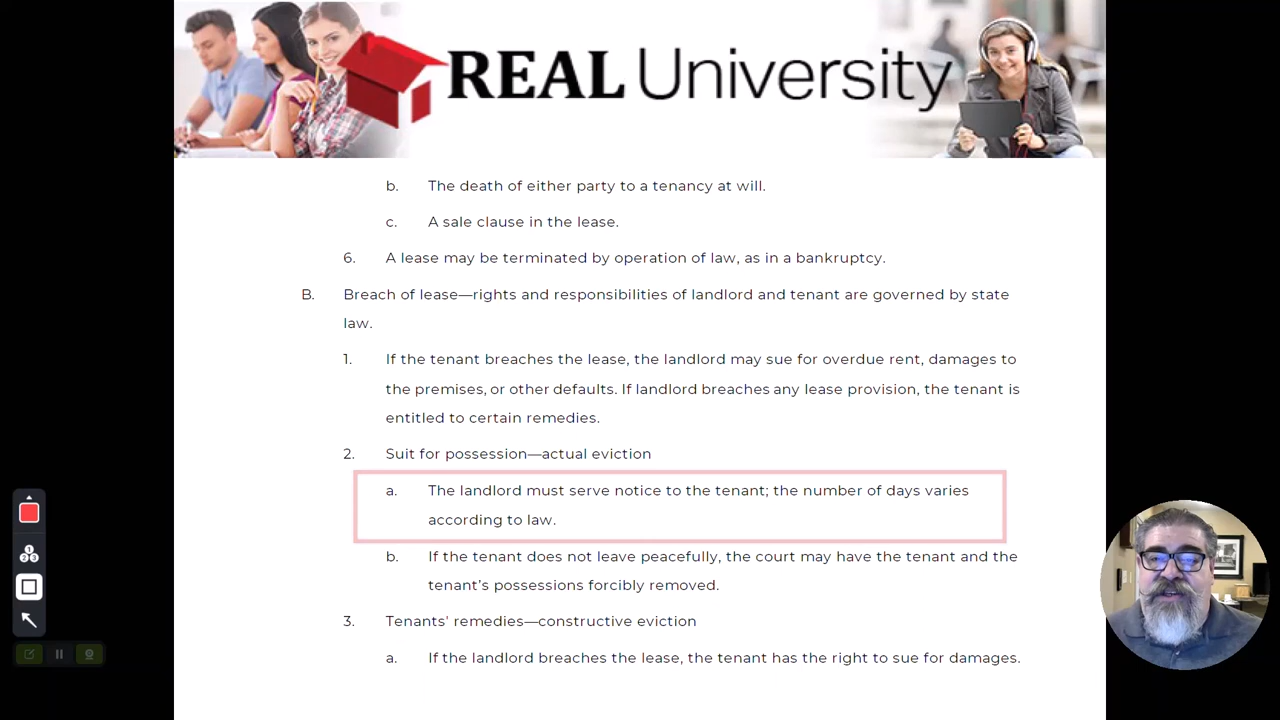 REAL University
b. The death of either party to a tenancy at will.
c. A sale clause in the lease.
6. A lease may be terminated by operation of law, as in a bankruptcy.
B. Breach of lease—rights and responsibilities of landlord and tenant are governed by state
law.
1. If the tenant breaches the lease, the landlord may sue for overdue rent, damages to
the premises, or other defaults. If landlord breaches any lease provision, the tenant is
entitled to certain remedies.
2. Suit for possession—actual eviction
a. The landlord must serve notice to the tenant; the number of days varies
according to law.
b. If the tenant does not leave peacefully, the court may have the tenant and the
tenant’s possessions forcibly removed.
3. Tenants’ remedies—constructive eviction
a. If the landlord breaches the lease, the tenant has the right to sue for damages.